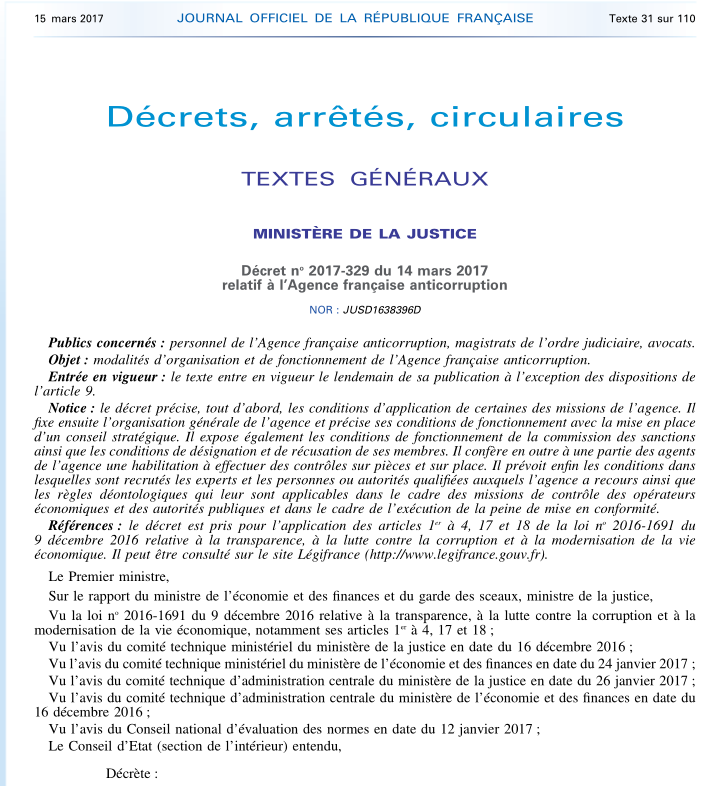 15 mars 2017 JOURNAL OFFICIEL DE LA RÉPUBLIQUE FRANÇAISE Texte 31 sur 110
Décrets, arrêtés, circulaires
TEXTES GÉNÉRAUX
MINISTÈRE DE LA JUSTICE
Décret nº 2017-329 du 14 mars 2017
relatif à l’Agence française anticorruption
NOR : JUSD1638396D
Publics concernés : personnel de l’Agence française anticorruption, magistrats de l’ordre judiciaire, avocats.
Objet : modalités d’organisation et de fonctionnement de l’Agence française anticorruption.
Entrée en vigueur : le texte entre en vigueur le lendemain de sa publication à l’exception des dispositions de
l’article 9.
Notice : le décret précise, tout d’abord, les conditions d’application de certaines des missions de l’agence. Il
fixe ensuite l’organisation générale de l’agence et précise ses conditions de fonctionnement avec la mise en place
d’un conseil stratégique. Il expose également les conditions de fonctionnement de la commission des sanctions
ainsi que les conditions de désignation et de récusation de ses membres. Il confère en outre à une partie des agents
de l’agence une habilitation à effectuer des contrôles sur pièces et sur place. Il prévoit enfin les conditions dans
lesquelles sont recrutés les experts et les personnes ou autorités qualifiées auxquels l’agence a recours ainsi que
les règles déontologiques qui leur sont applicables dans le cadre des missions de contrôle des opérateurs
économiques et des autorités publiques et dans le cadre de l’exécution de la peine de mise en conformité.
Références : le décret est pris pour l’application des articles 1er à 4, 17 et 18 de la loi nº 2016-1691 du
9 décembre 2016 relative à la transparence, à la lutte contre la corruption et à la modernisation de la vie
économique. Il peut être consulté sur le site Légifrance (http://www.legifrance.gouv.fr).
Le Premier ministre,
Sur le rapport du ministre de l’économie et des finances et du garde des sceaux, ministre de la justice,
Vu la loi nº 2016-1691 du 9 décembre 2016 relative à la transparence, à la lutte contre la corruption et à la
modernisation de la vie économique, notamment ses articles 1er à 4, 17 et 18 ;
Vu l’avis du comité technique ministériel du ministère de la justice en date du 16 décembre 2016 ;
Vu l’avis du comité technique ministériel du ministère de l’économie et des finances en date du 24 janvier 2017 ;
Vu l’avis du comité technique d’administration centrale du ministère de la justice en date du 26 janvier 2017 ;
Vu l’avis du comité technique d’administration centrale du ministère de l’économie et des finances en date du
16 décembre 2016 ;
Vu l’avis du Conseil national d’évaluation des normes en date du 12 janvier 2017 ;
Le Conseil d’Etat (section de l’intérieur) entendu,
Décrète :